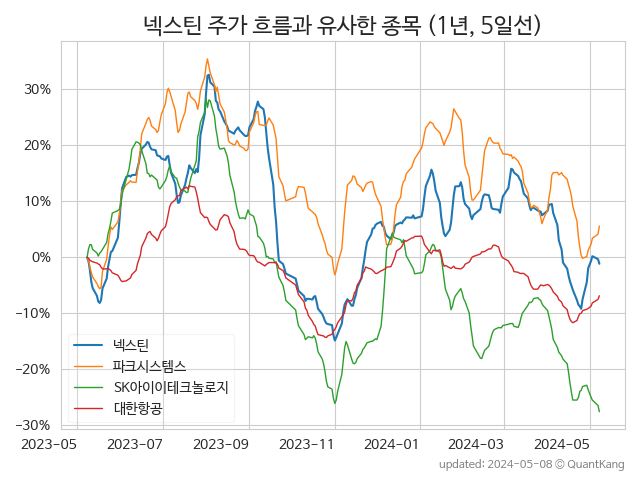 넥스틴 주가 흐름과 유사한 종목 (1년, 5일선)
30%
20%
10%
0%
−10%
−20%
−30%
넥스틴
파크시스템스
SK아이이테크놀로지
대한항공
2023-05 2023-07 2023-09 2023-11 2024-01 2024-03 2024-05
updated: 2024-05-08 © QuantKang